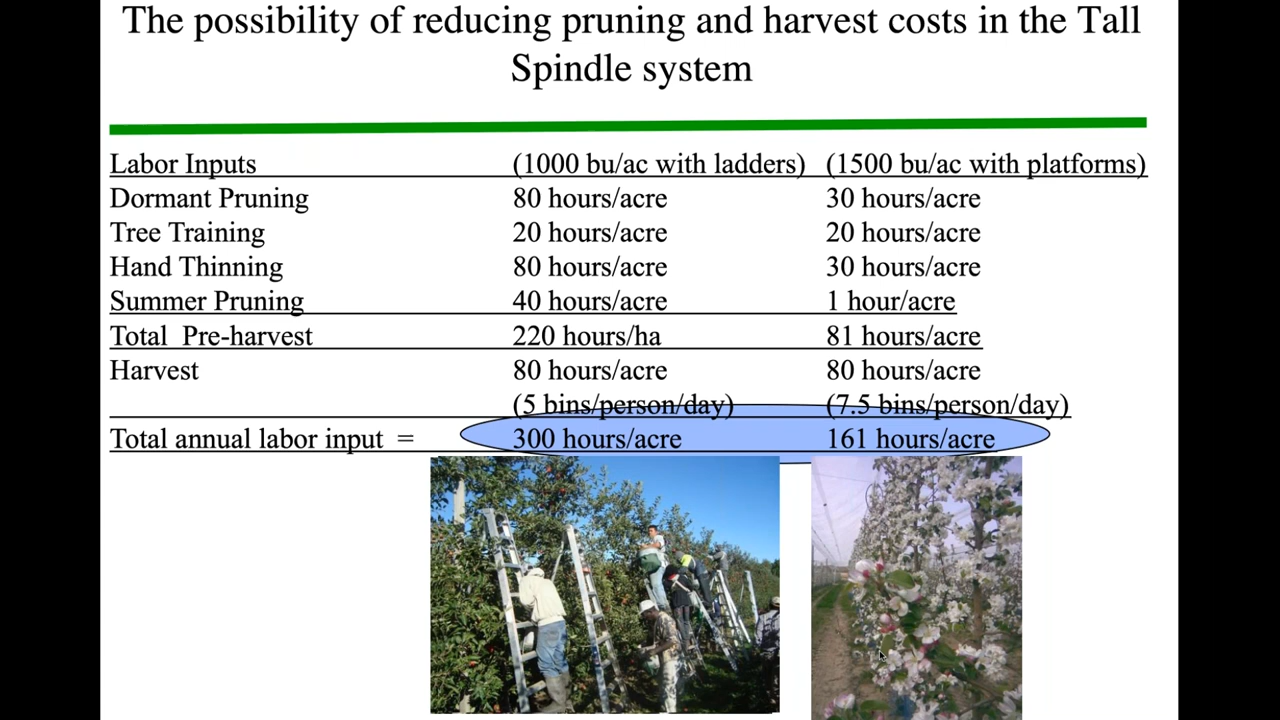 The possibility of reducing pruning and harvest costs in the Tall
Spindle system
Labor Inputs (1000 bu/ac with ladders) (1500 bu/ac with platforms)
Dormant Pruning 80 hours/acre 30 hours/acre
Tree Training 20 hours/acre 20 hours/acre
Hand Thinning 80 hours/acre 30 hours/acre
Summer Pruning 40 hours/acre 1 hour/acre
Total Pre-harvest 220 hours/ha 81 hours/acre
Harvest 80 hours/acre 80 hours/acre
(5 bins/person/day) (7.5 bins/person/day)
Total annual labor input = 300 hours/acre 161 hours/acre